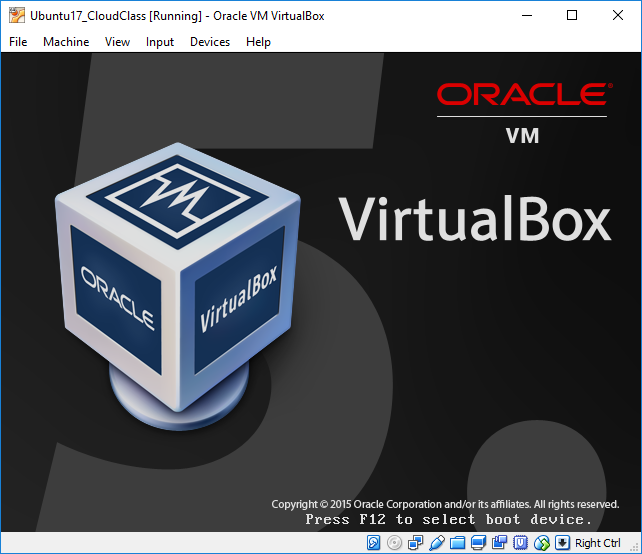 Ubuntu17_CloudClass [Running] - Oracle VM VirtualBox
File Machine View Input Devices Help
ORACLE®
VM
VirtualBox
ORACLE
VirtualBox
5.
Copyright © 2015 Oracle Corporation and/or its affiliates. All rights reserved.
Press F12 to select boot device.
Right Ctrl